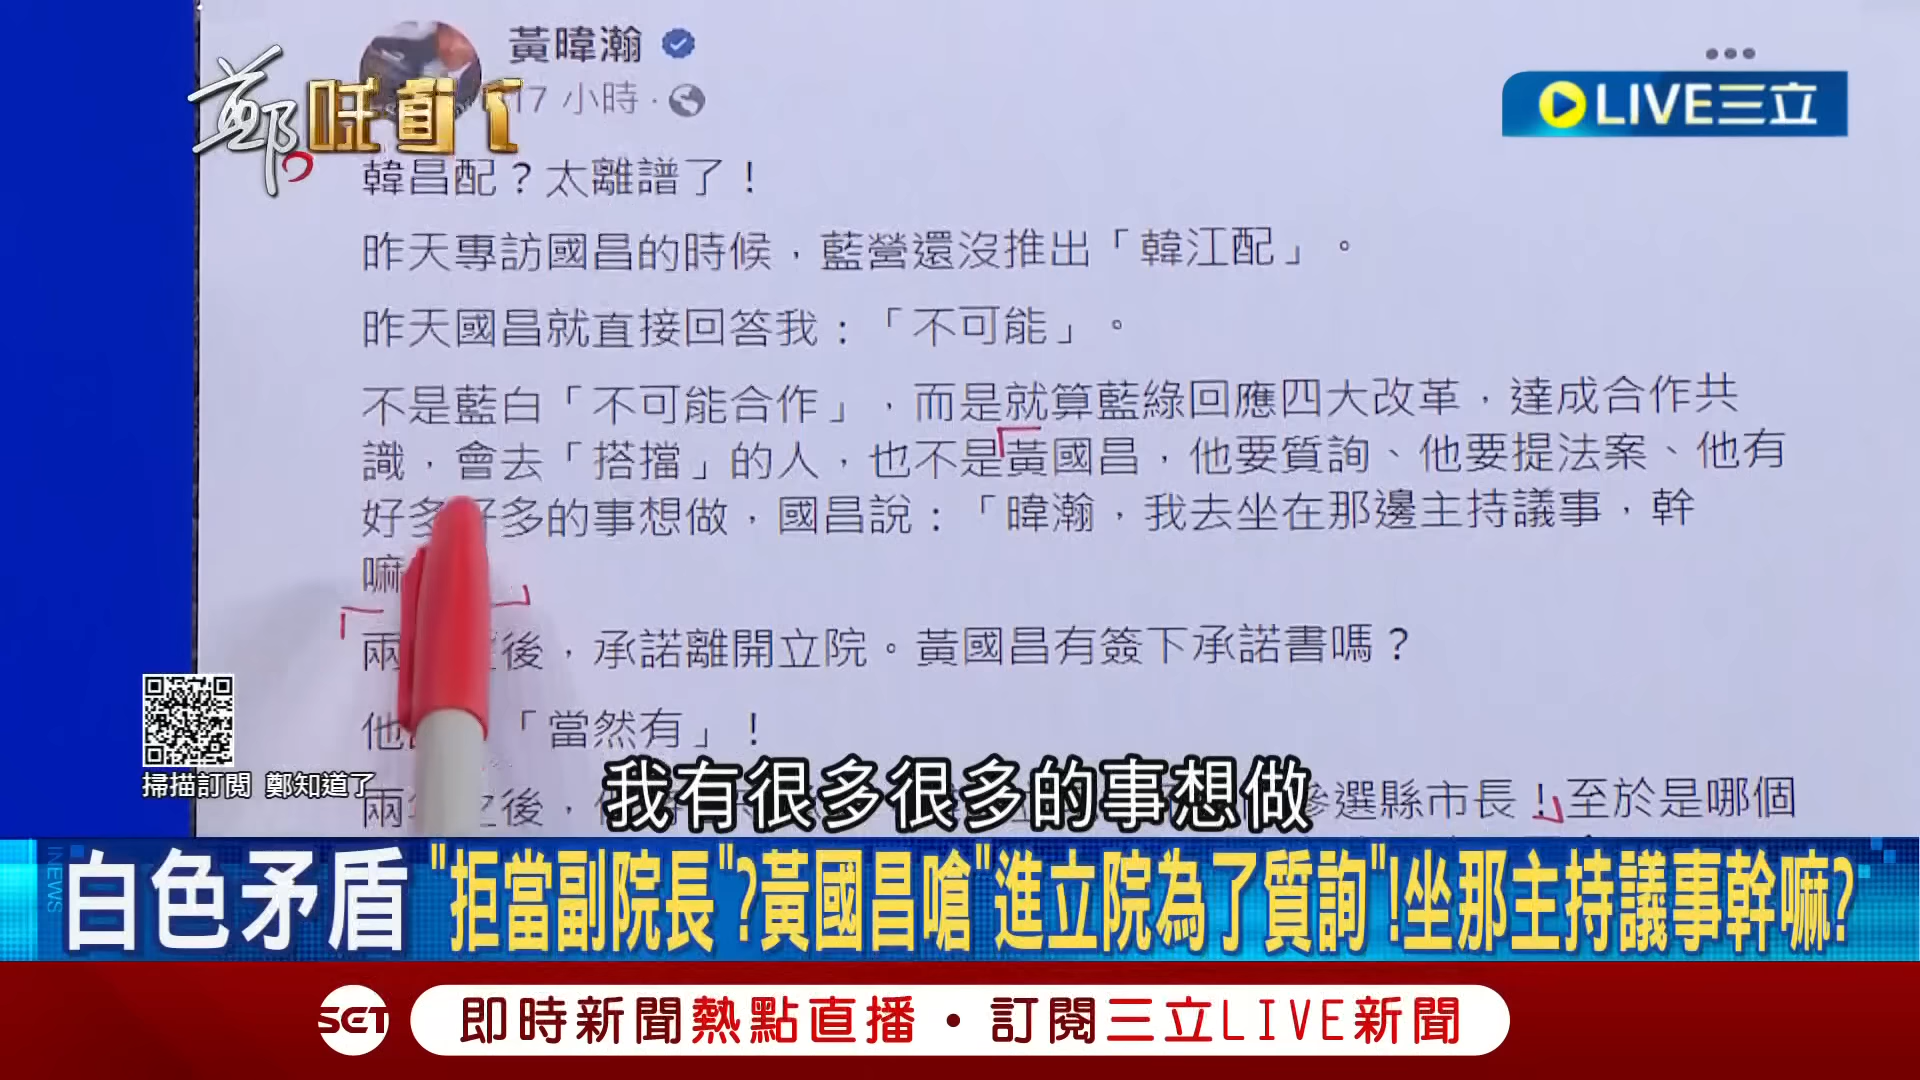 黃暐瀚
17 小時
鄭
LIVE三立
韓昌配？太離譜了！
昨天專訪國昌的時候，藍營還沒推出「韓江配」。
昨天國昌就直接回答我：「不可能」。
不是藍白「不可能合作」，而是就算藍綠回應四大改革，達成合作共
識，會去「搭擋」的人，也不是黃國昌，他要質詢、他要提法案、他有
好多好多的事想做，國昌說：「暐瀚，我去坐在那邊主持議事，幹
嘛
兩 後，承諾離開立院。黃國昌有簽下承諾書嗎？
他 「當然有」！
掃描訂閱 鄭知道了
兩 之後， 參選縣市長！至於是哪個
我有很多很多的事想做
INEWS
白色矛盾
"拒當副院長"?黃國昌嗆"進立院為了質詢"!坐那主持議事幹嘛?
SET
即時新聞熱點直播・訂閱三立LIVE新聞